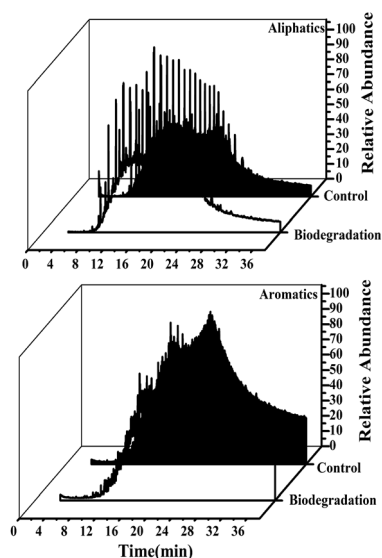 Aliphatics
100
90
80
70
60
50
40
30
20
10
0
Relative Abundance
Control
Biodegradation
0 4 8 12 16 20 24 28 32 36
Aromatics
100
90
80
70
60
50
40
30
20
10
0
Relative Abundance
Control
Biodegradation
0 4 8 12 16 20 24 28 32 36
Time(min)